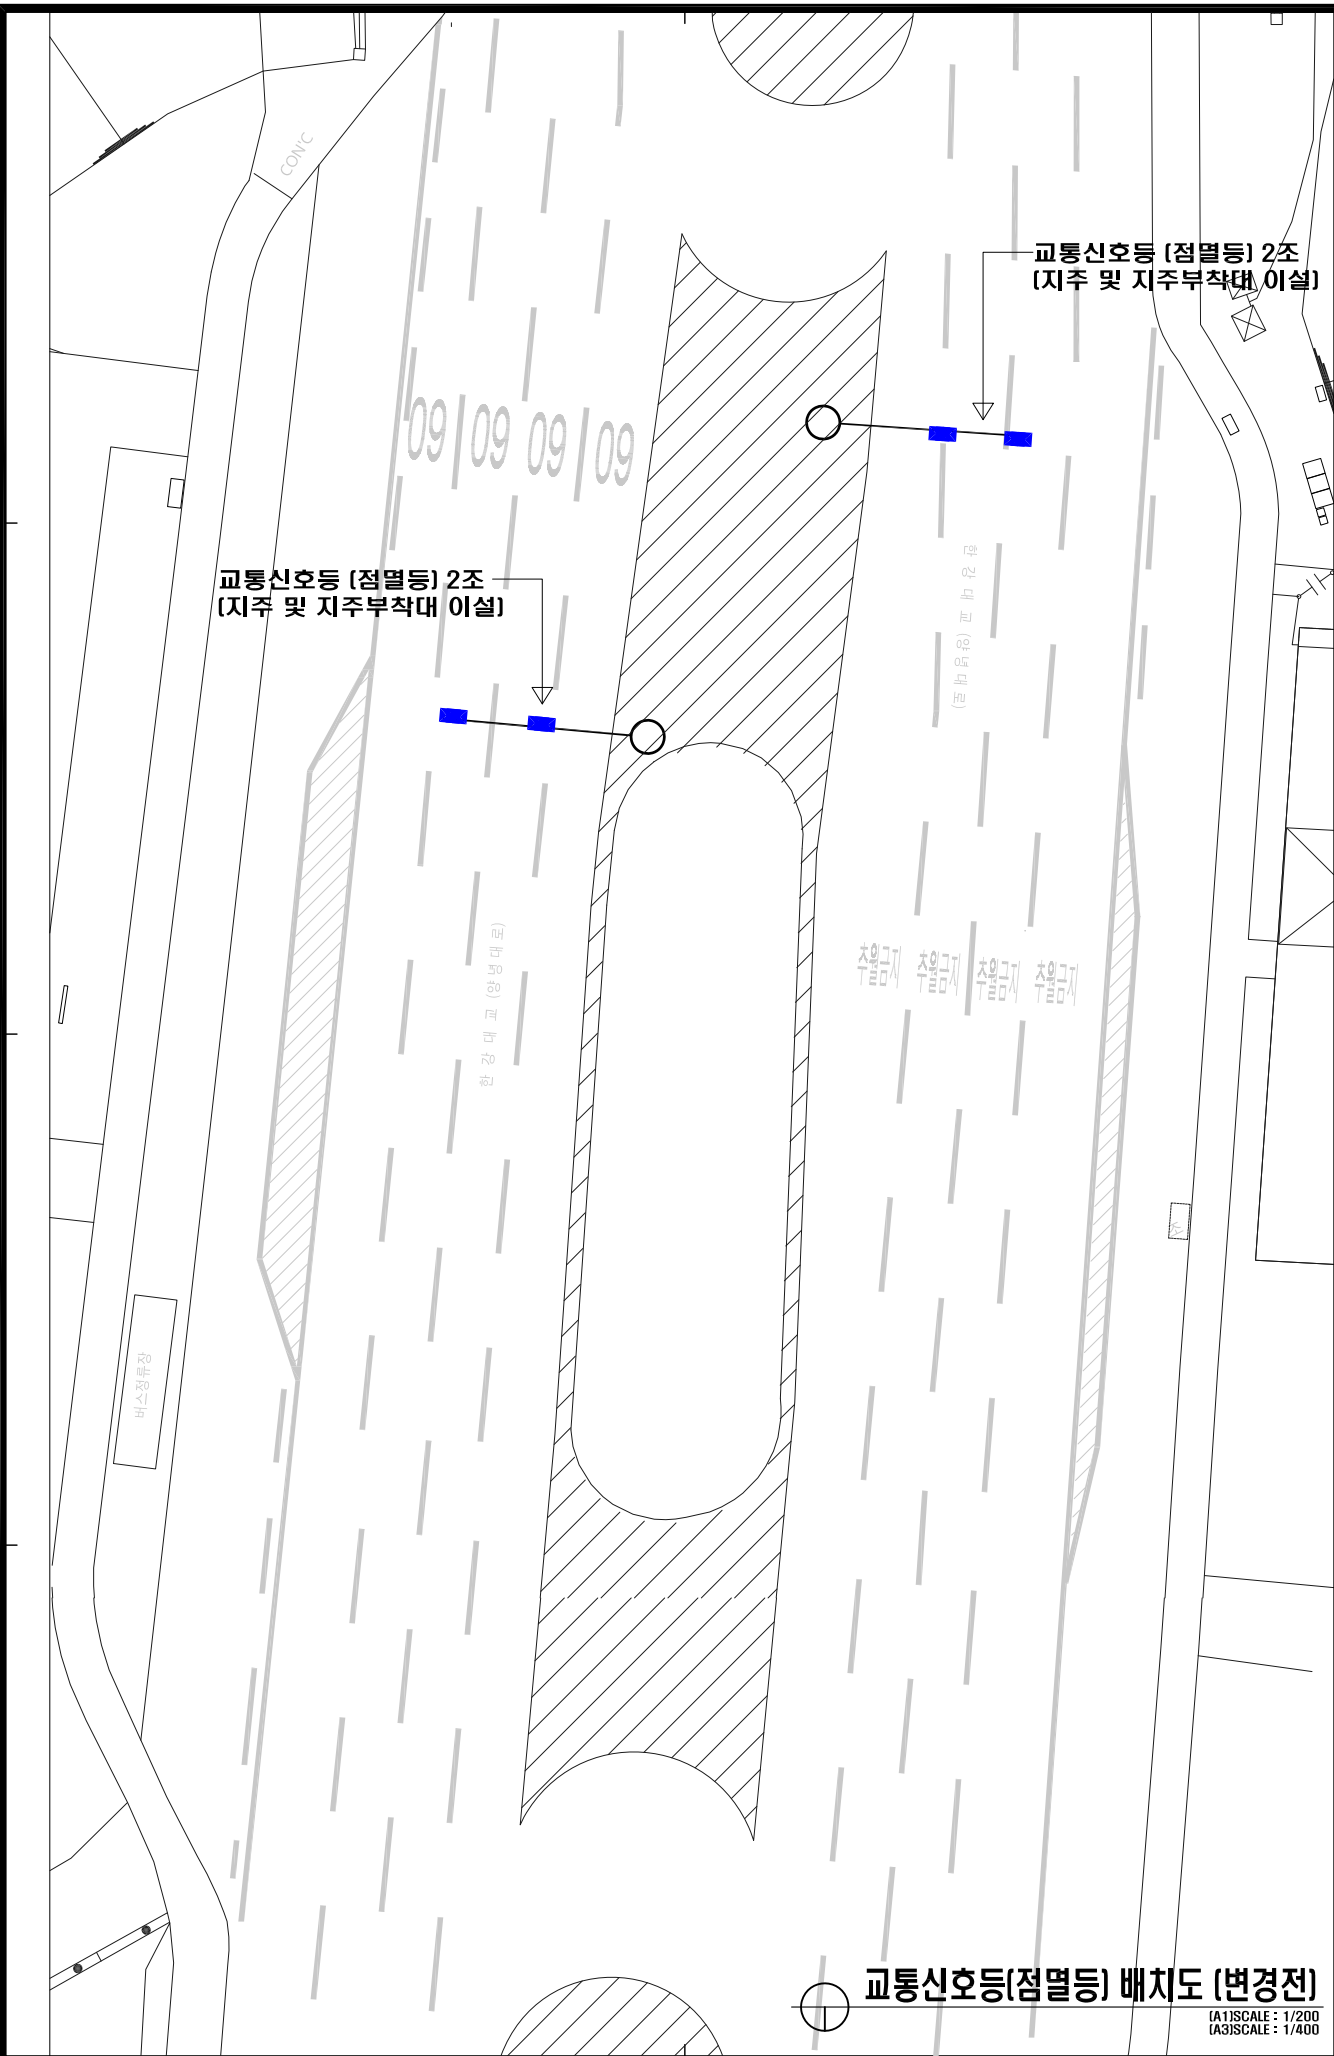 CON'C
교통신호등 (점멸등) 2조
(지주 및 지주부착대 이설)
60 60 60 60
교통신호등 (점멸등) 2조
(지주 및 지주부착대 이설)
한강대교 (양녕대로)
한강대교 (양녕대로)
추월금지 추월금지 추월금지 추월금지
버스정류장
교통신호등(점멸등) 배치도 (변경전)
(A1)SCALE : 1/200
(A3)SCALE : 1/400